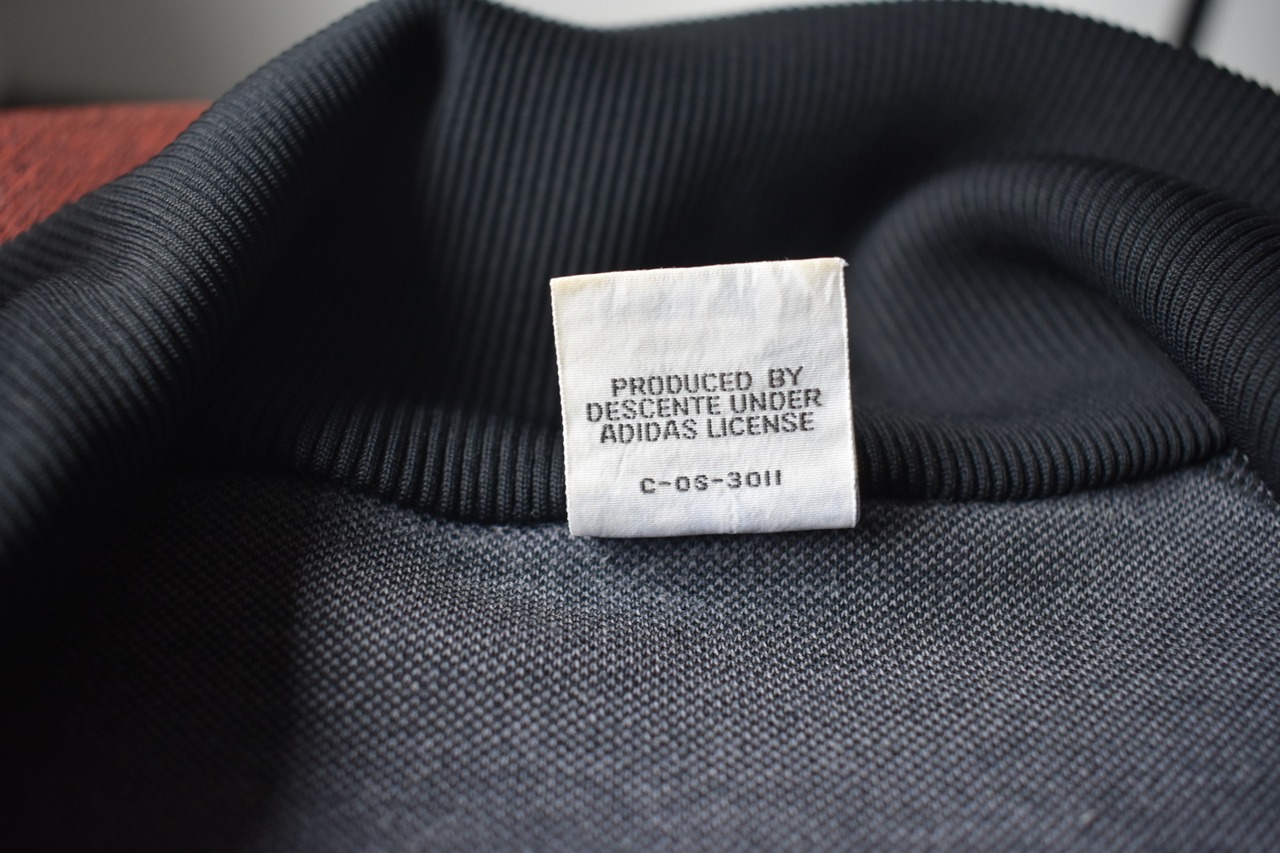 PRODUCED BY
DESCENTE UNDER
ADIDAS LICENSE
C-OS-3011